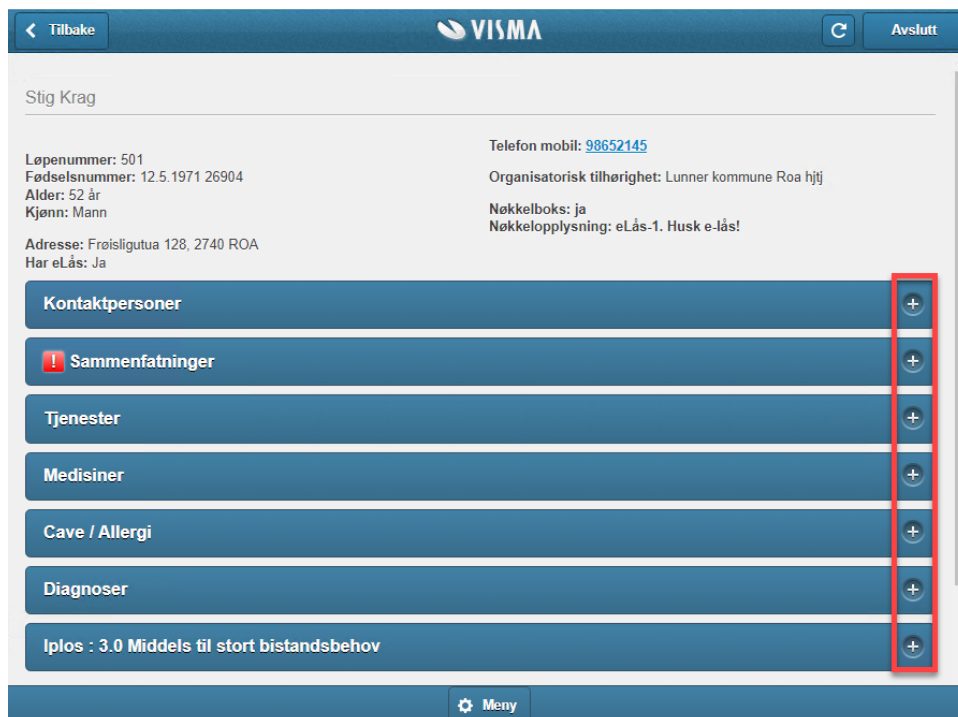 Tilbake
VISMA
Avslutt
Stig Krag
Løpenummer: 501
Fødselsnummer: 12.5.1971 26904
Alder: 52 år
Kjønn: Mann
Adresse: Frøisligutua 128, 2740 ROA
Har eLås: Ja
Telefon mobil: 98652145
Organisatorisk tilhørighet: Lunner kommune Roa hjtj
Nøkkelboks: ja
Nøkkelopplysning: eLås-1. Husk e-lås!
Kontaktpersoner
! Sammenfatninger
Tjenester
Medisiner
Cave / Allergi
Diagnoser
Iplos : 3.0 Middels til stort bistandsbehov
Meny